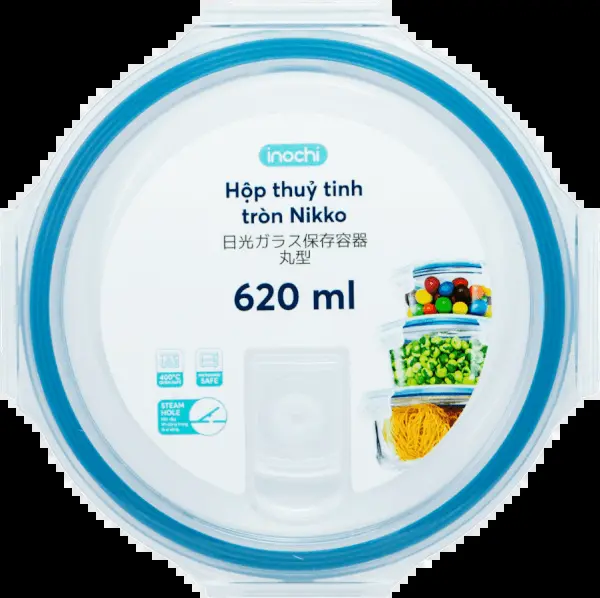 inochi
Hộp thuỷ tinh
tròn Nikko
日光ガラス保存容器
丸型
620 ml
400°C
MICROWAVE
SAFE
STEAM
HOLE